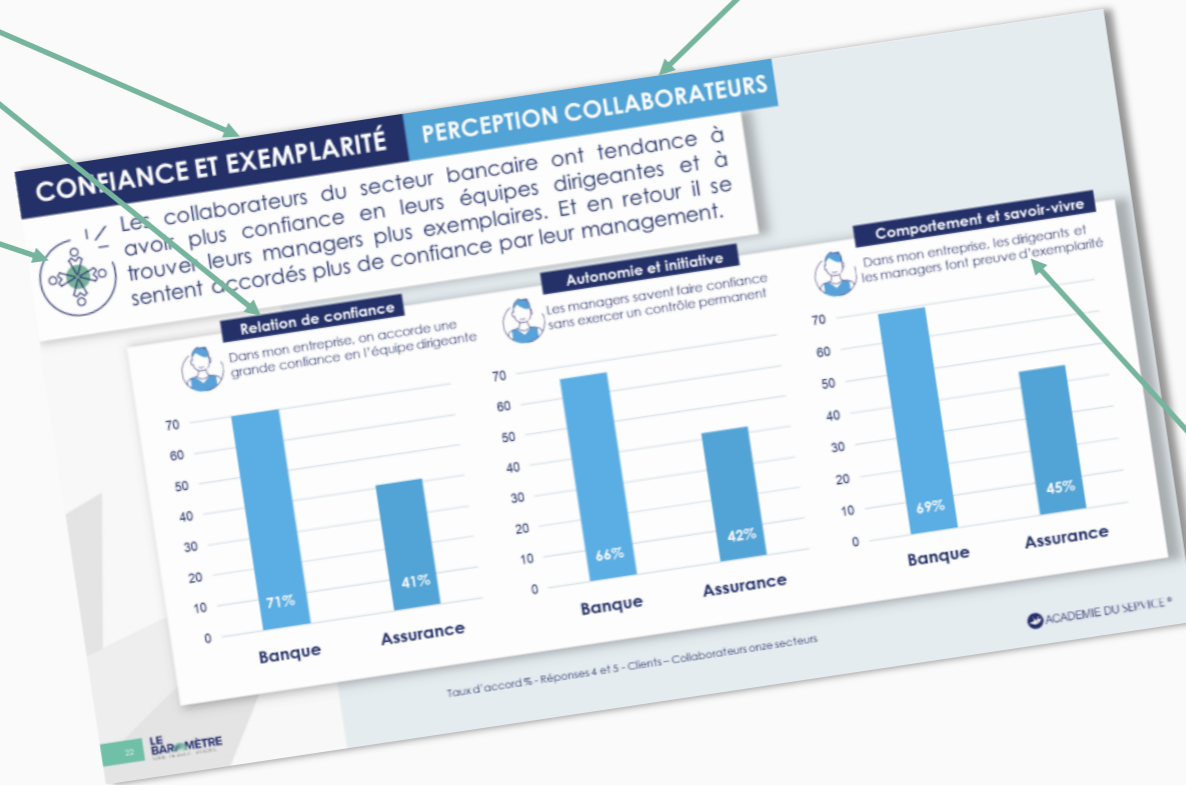 CONFIANCE ET EXEMPLARITÉ
PERCEPTION COLLABORATEURS
Les collaborateurs du secteur bancaire ont tendance à
avoir plus confiance en leurs équipes dirigeantes et à
trouver leurs managers plus exemplaires. Et en retour il se
sentent accordés plus de confiance par leur management.
Relation de confiance
Dans mon entreprise, on accorde une
grande confiance en l'équipe dirigeante
70
60
50
40
30
20
10
0
71%
41%
Banque
Assurance
Autonomie et initiative
Les managers savent faire confiance
sans exercer un contrôle permanent
70
60
50
40
30
20
10
0
66%
42%
Banque
Assurance
Comportement et savoir-vivre
Dans mon entreprise, les dirigeants et
les managers font preuve d'exemplarité
70
60
50
40
30
20
10
0
69%
45%
Banque
Assurance
Taux d'accord % - Réponses 4 et 5 - Clients – Collaborateurs onze secteurs
ACADEMIE DU SERVICE
22
LE
BAROMÈTRE